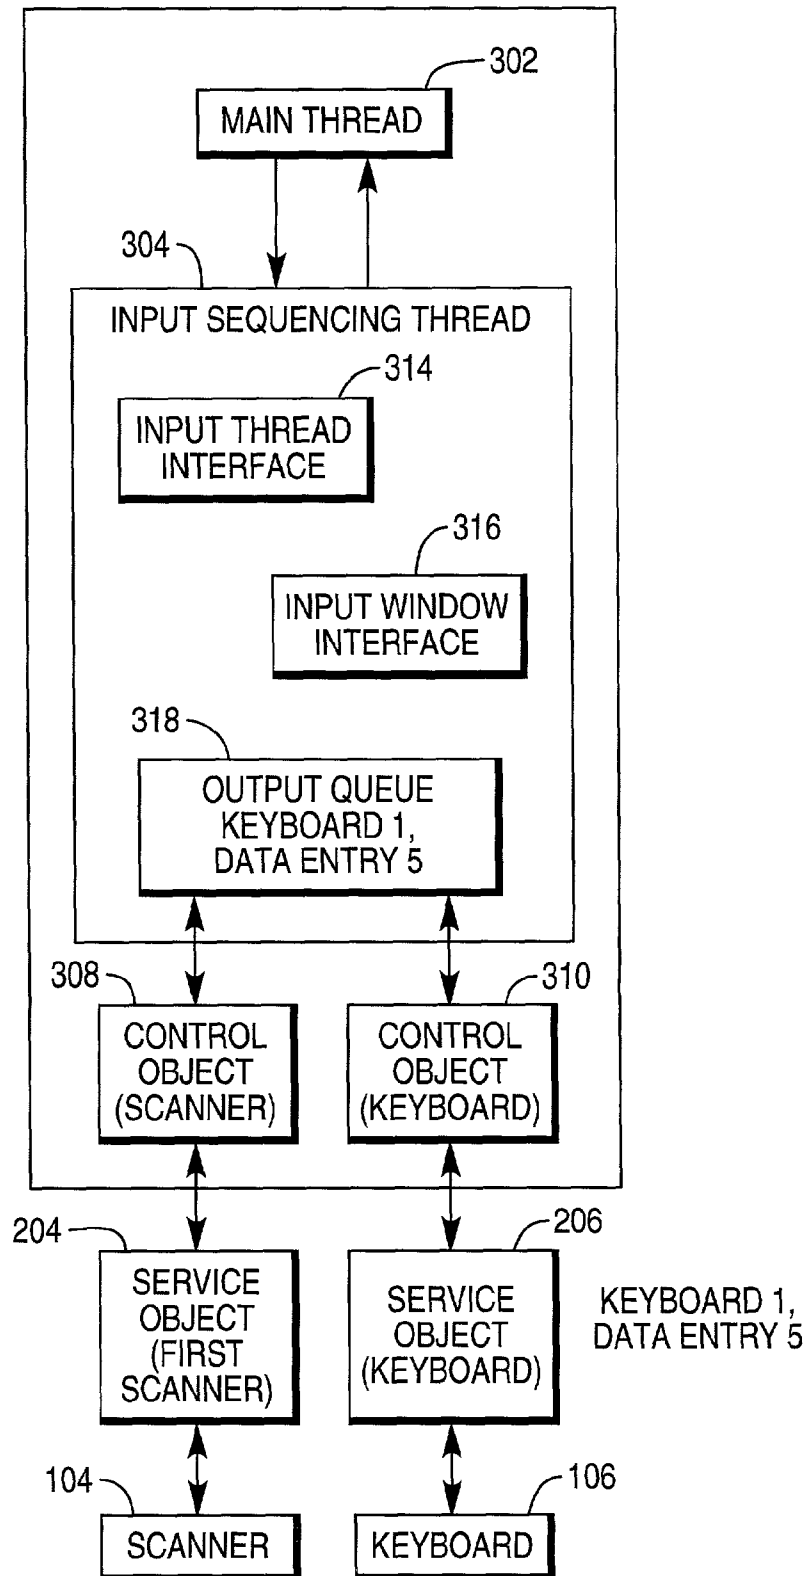 302
MAIN THREAD
304
INPUT SEQUENCING THREAD
314
INPUT THREAD
INTERFACE
316
INPUT WINDOW
INTERFACE
318
OUTPUT QUEUE
KEYBOARD 1,
DATA ENTRY 5
308
CONTROL
OBJECT
(SCANNER)
310
CONTROL
OBJECT
(KEYBOARD)
204
SERVICE
OBJECT
(FIRST
SCANNER)
206
SERVICE
OBJECT
(KEYBOARD)
KEYBOARD 1,
DATA ENTRY 5
104
SCANNER
106
KEYBOARD